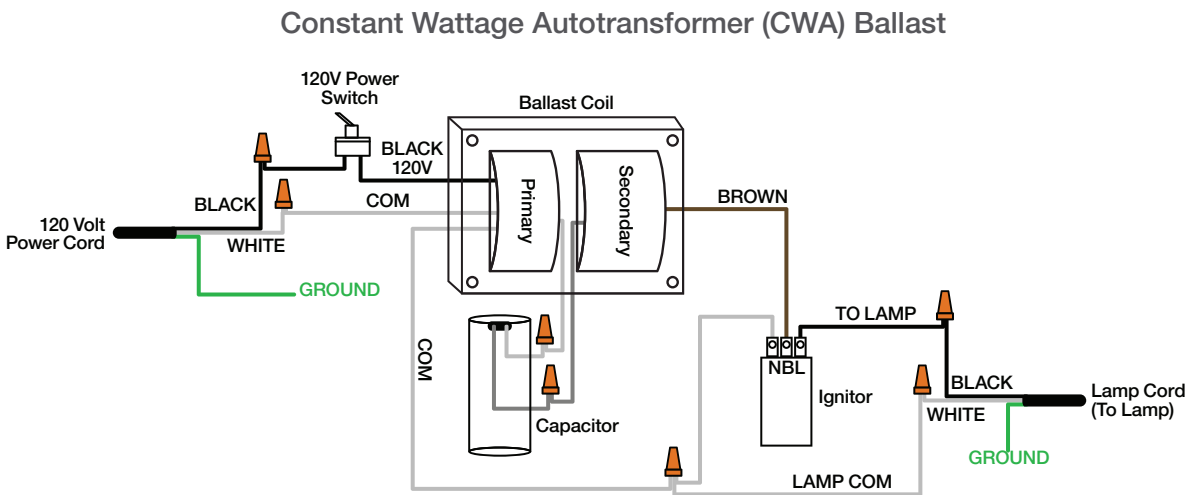 Constant Wattage Autotransformer (CWA) Ballast
120V Power
Switch
Ballast Coil
BLACK
120V
Primary
Secondary
BLACK
COM
BROWN
120 Volt
Power Cord
WHITE
GROUND
TO LAMP
COM
NBL
Ignitor
BLACK
WHITE
Lamp Cord
(To Lamp)
Capacitor
GROUND
LAMP COM